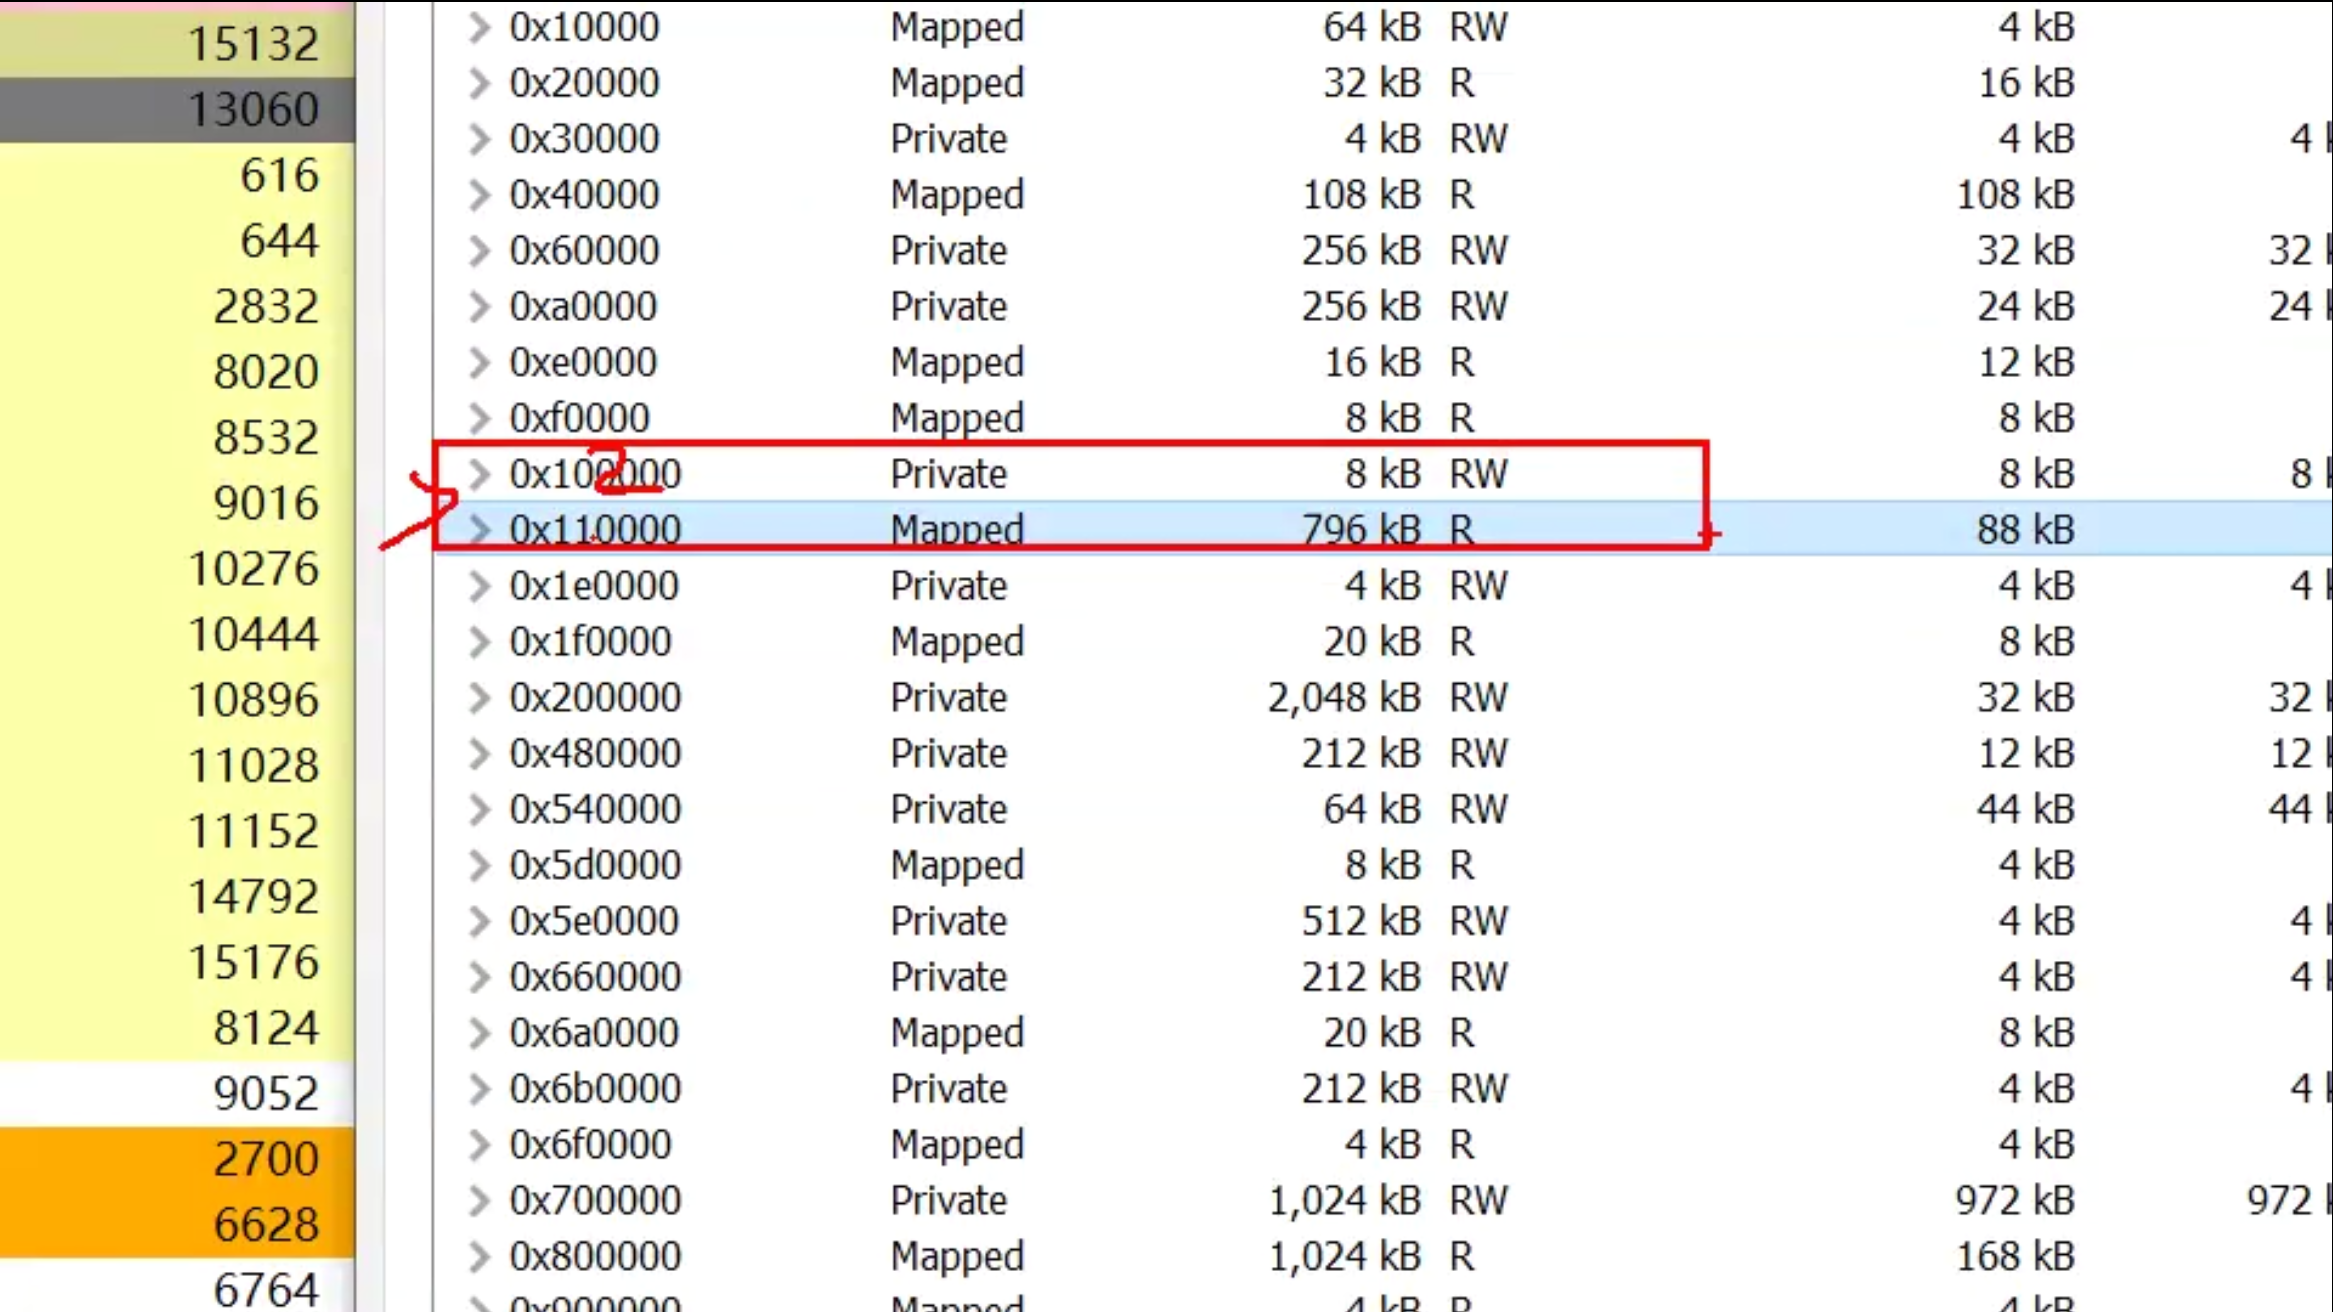 15132
13060
616
644
2832
8020
8532
9016
10276
10444
10896
11028
11152
14792
15176
8124
9052
2700
6628
6764
0x10000 Mapped 64 kB RW 4 kB
0x20000 Mapped 32 kB R 16 kB
0x30000 Private 4 kB RW 4 kB 4
0x40000 Mapped 108 kB R 108 kB
0x60000 Private 256 kB RW 32 kB 32
0xa0000 Private 256 kB RW 24 kB 24
0xe0000 Mapped 16 kB R 12 kB
0xf0000 Mapped 8 kB R 8 kB
2
0x100000 Private 8 kB RW 8 kB 8
0x110000 Mapped 796 kB R 88 kB
0x1e0000 Private 4 kB RW 4 kB 4
0x1f0000 Mapped 20 kB R 8 kB
0x200000 Private 2,048 kB RW 32 kB 32
0x480000 Private 212 kB RW 12 kB 12
0x540000 Private 64 kB RW 44 kB 44
0x5d0000 Mapped 8 kB R 4 kB
0x5e0000 Private 512 kB RW 4 kB 4
0x660000 Private 212 kB RW 4 kB 4
0x6a0000 Mapped 20 kB R 8 kB
0x6b0000 Private 212 kB RW 4 kB 4
0x6f0000 Mapped 4 kB R 4 kB
0x700000 Private 1,024 kB RW 972 kB 972
0x800000 Mapped 1,024 kB R 168 kB
0x900000 Mapped 4 kB R 4 kB